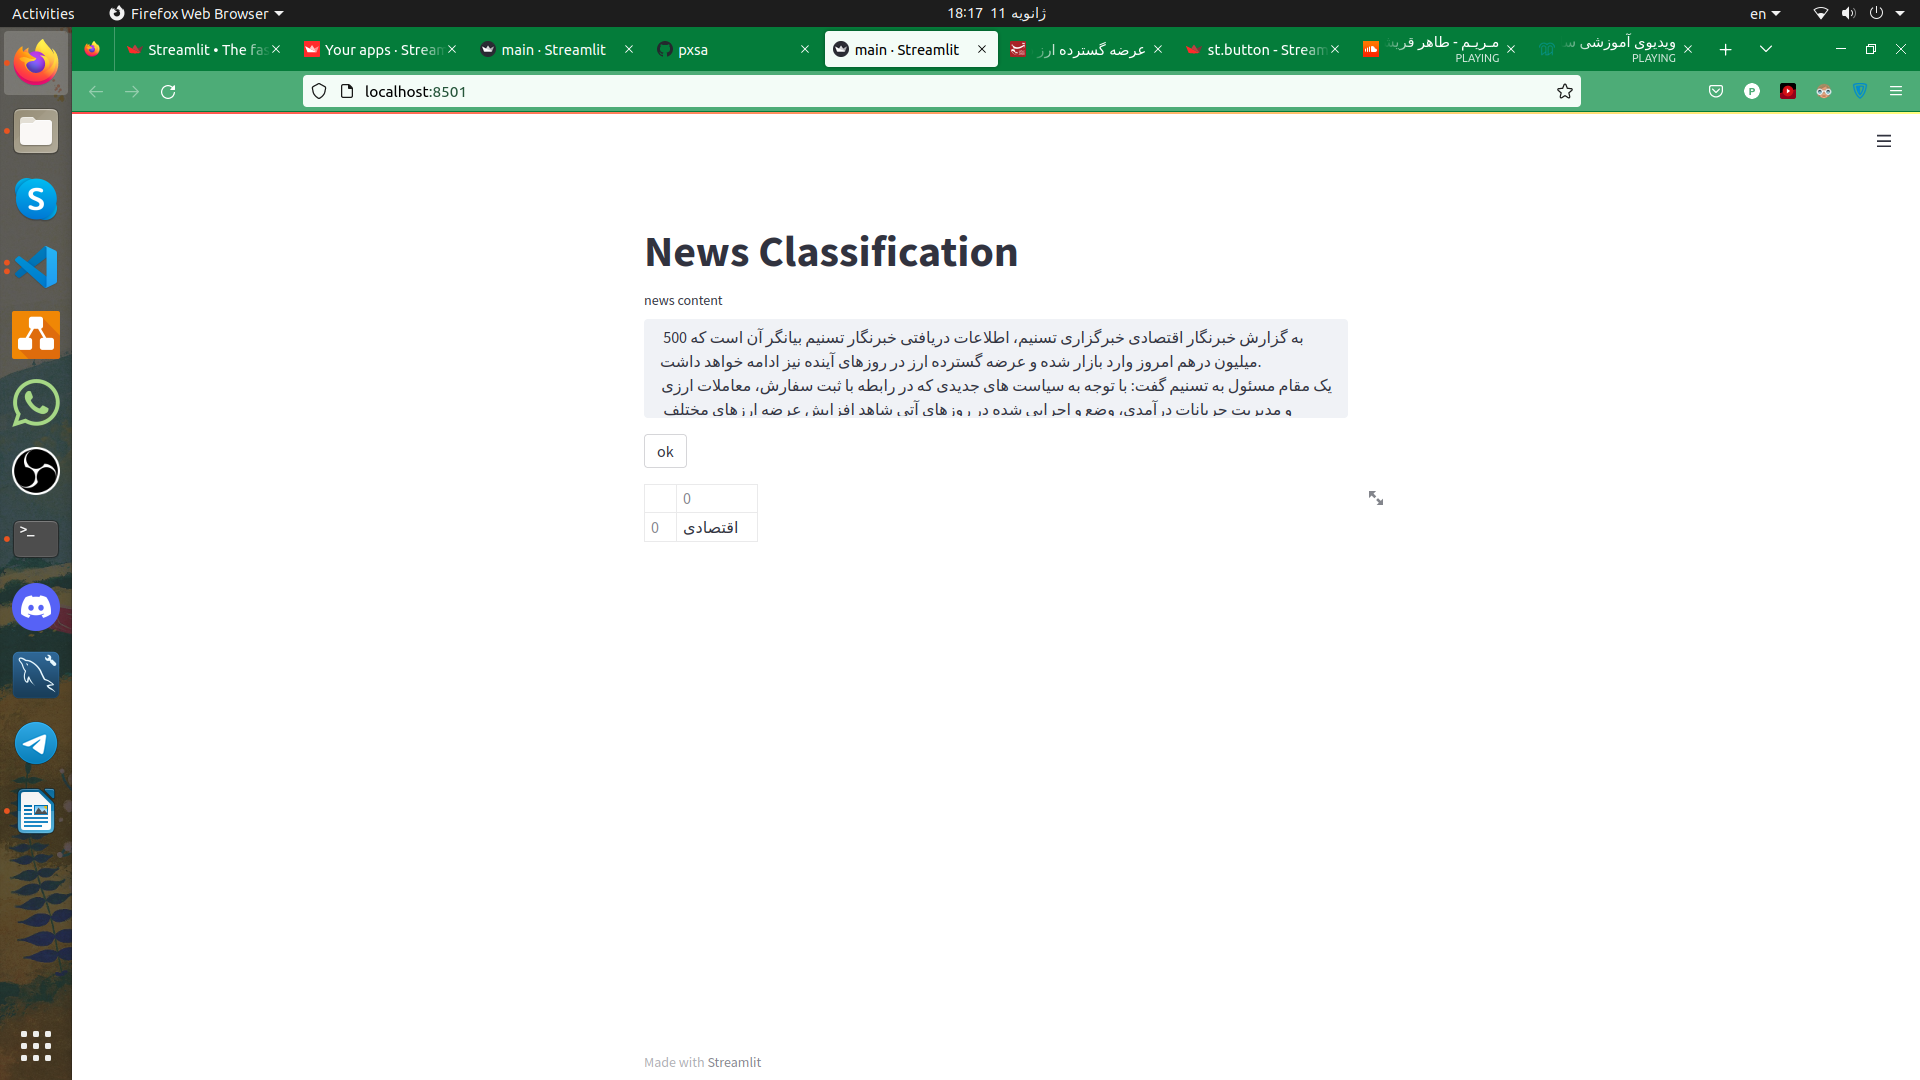 Activities
Firefox Web Browser
ژانویه 11 18:17
en
Streamlit • The fas
Your apps · Stream
main · Streamlit
pxsa
main · Streamlit
عرضه گسترده ارز
st.button - Stream
مـریـم - طاهر قریش
PLAYING
ویدیوی آموزشی س
PLAYING
localhost:8501
News Classification
news content
به گزارش خبرنگار اقتصادی خبرگزاری تسنیم، اطلاعات دریافتی خبرنگار تسنیم بیانگر آن است که 500
میلیون درهم امروز وارد بازار شده و عرضه گسترده ارز در روزهای آینده نیز ادامه خواهد داشت.
یک مقام مسئول به تسنیم گفت: با توجه به سیاست های جدیدی که در رابطه با ثبت سفارش، معاملات ارزی
و مدیریت جریانات درآمدی، وضع و اجرایی شده در روزهای آتی شاهد افزایش عرضه ارزهای مختلف
ok
0
0 اقتصادی
Made with Streamlit